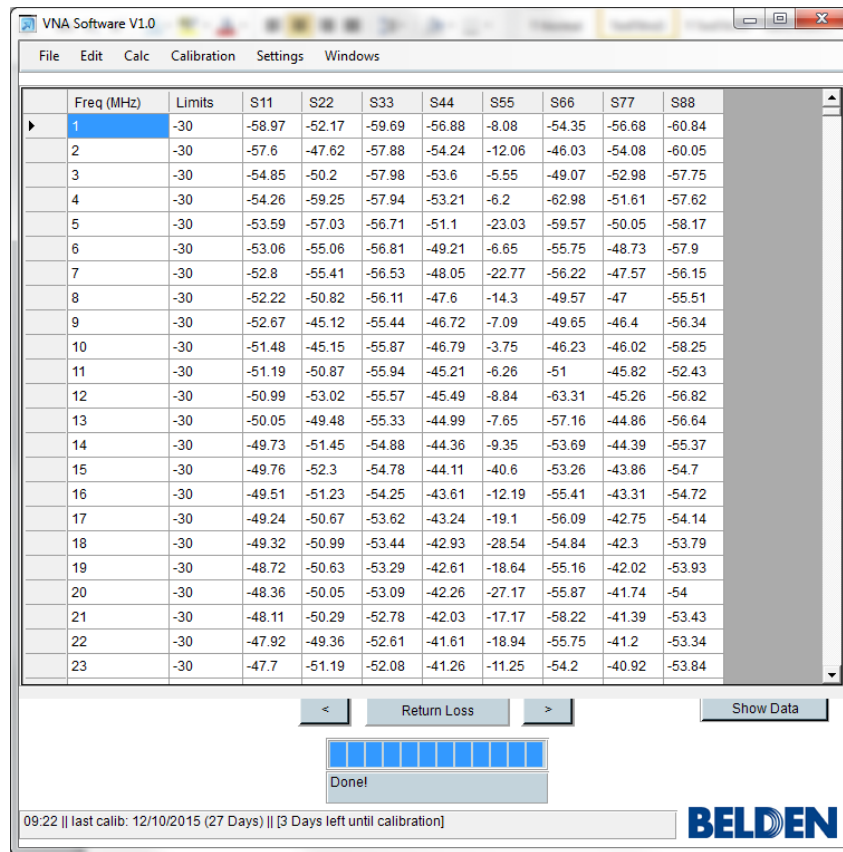 VNA Software V1.0
File Edit Calc Calibration Settings Windows
Freq (MHz) Limits S11 S22 S33 S44 S55 S66 S77 S88
1 -30 -58.97 -52.17 -59.69 -56.88 -8.08 -54.35 -56.68 -60.84
2 -30 -57.6 -47.62 -57.88 -54.24 -12.06 -46.03 -54.08 -60.05
3 -30 -54.85 -50.2 -57.98 -53.6 -5.55 -49.07 -52.98 -57.75
4 -30 -54.26 -59.25 -57.94 -53.21 -6.2 -62.98 -51.61 -57.62
5 -30 -53.59 -57.03 -56.71 -51.1 -23.03 -59.57 -50.05 -58.17
6 -30 -53.06 -55.06 -56.81 -49.21 -6.65 -55.75 -48.73 -57.9
7 -30 -52.8 -55.41 -56.53 -48.05 -22.77 -56.22 -47.57 -56.15
8 -30 -52.22 -50.82 -56.11 -47.6 -14.3 -49.57 -47 -55.51
9 -30 -52.67 -45.12 -55.44 -46.72 -7.09 -49.65 -46.4 -56.34
10 -30 -51.48 -45.15 -55.87 -46.79 -3.75 -46.23 -46.02 -58.25
11 -30 -51.19 -50.87 -55.94 -45.21 -6.26 -51 -45.82 -52.43
12 -30 -50.99 -53.02 -55.57 -45.49 -8.84 -63.31 -45.26 -56.82
13 -30 -50.05 -49.48 -55.33 -44.99 -7.65 -57.16 -44.86 -56.64
14 -30 -49.73 -51.45 -54.88 -44.36 -9.35 -53.69 -44.39 -55.37
15 -30 -49.76 -52.3 -54.78 -44.11 -40.6 -53.26 -43.86 -54.7
16 -30 -49.51 -51.23 -54.25 -43.61 -12.19 -55.41 -43.31 -54.72
17 -30 -49.24 -50.67 -53.62 -43.24 -19.1 -56.09 -42.75 -54.14
18 -30 -49.32 -50.99 -53.44 -42.93 -28.54 -54.84 -42.3 -53.79
19 -30 -48.72 -50.63 -53.29 -42.61 -18.64 -55.16 -42.02 -53.93
20 -30 -48.36 -50.05 -53.09 -42.26 -27.17 -55.87 -41.74 -54
21 -30 -48.11 -50.29 -52.78 -42.03 -17.17 -58.22 -41.39 -53.43
22 -30 -47.92 -49.36 -52.61 -41.61 -18.94 -55.75 -41.2 -53.34
23 -30 -47.7 -51.19 -52.08 -41.26 -11.25 -54.2 -40.92 -53.84
< Return Loss > Show Data
Done!
09:22 || last calib: 12/10/2015 (27 Days) || [3 Days left until calibration]
BELDEN